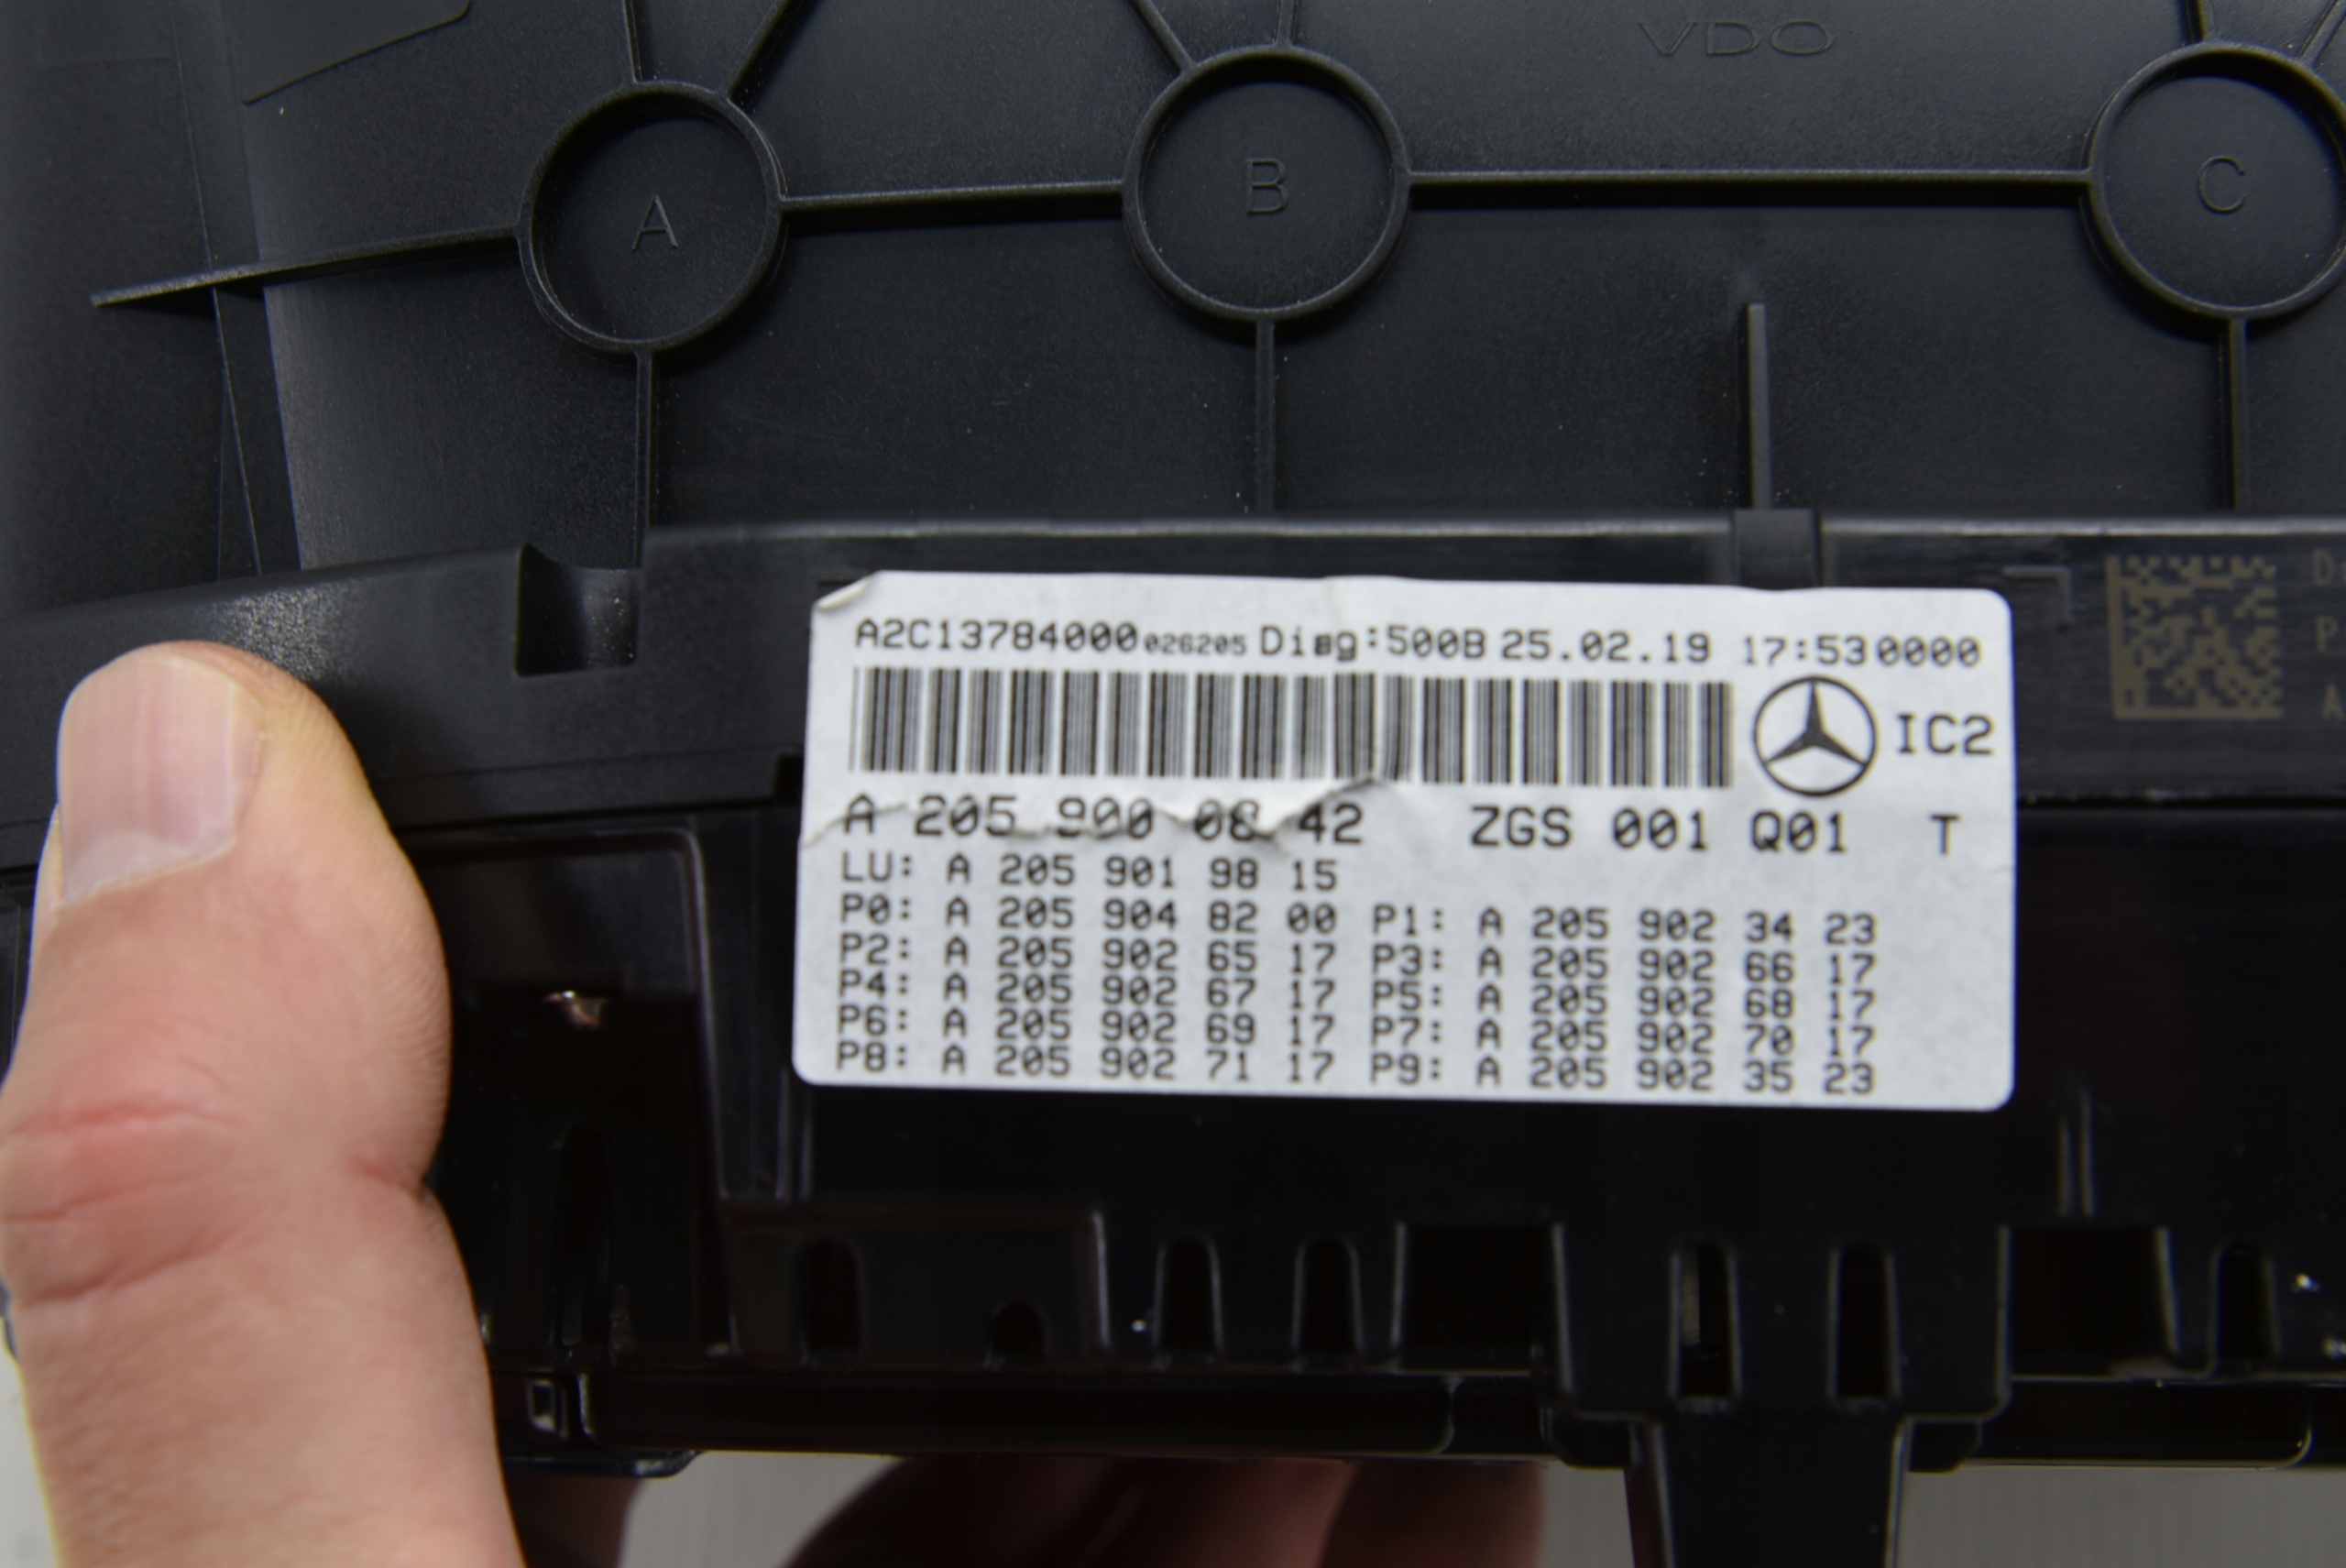 VDO
A
B
C
A2C13784000 026205 Diag:500B 25.02.19 17:53 0000
IC2
A 205 900 08 42 ZGS 001 Q01 T
LU: A 205 901 98 15
P0: A 205 904 82 00 P1: A 205 902 34 23
P2: A 205 902 65 17 P3: A 205 902 66 17
P4: A 205 902 67 17 P5: A 205 902 68 17
P6: A 205 902 69 17 P7: A 205 902 70 17
P8: A 205 902 71 17 P9: A 205 902 35 23